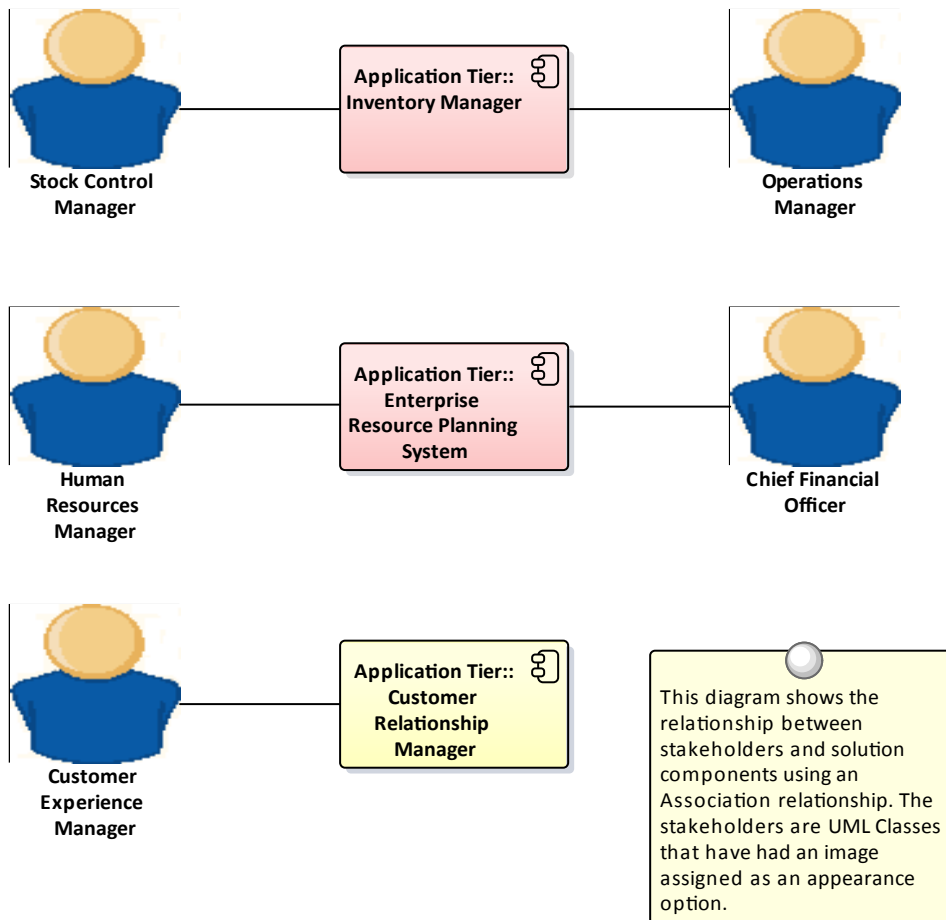 Application Tier::
Inventory Manager
Stock Control
Manager
Operations
Manager
Application Tier::
Enterprise
Resource Planning
System
Human
Resources
Manager
Chief Financial
Officer
Application Tier::
Customer
Relationship
Manager
Customer
Experience
Manager
This diagram shows the
relationship between
stakeholders and solution
components using an
Association relationship. The
stakeholders are UML Classes
that have had an image
assigned as an appearance
option.